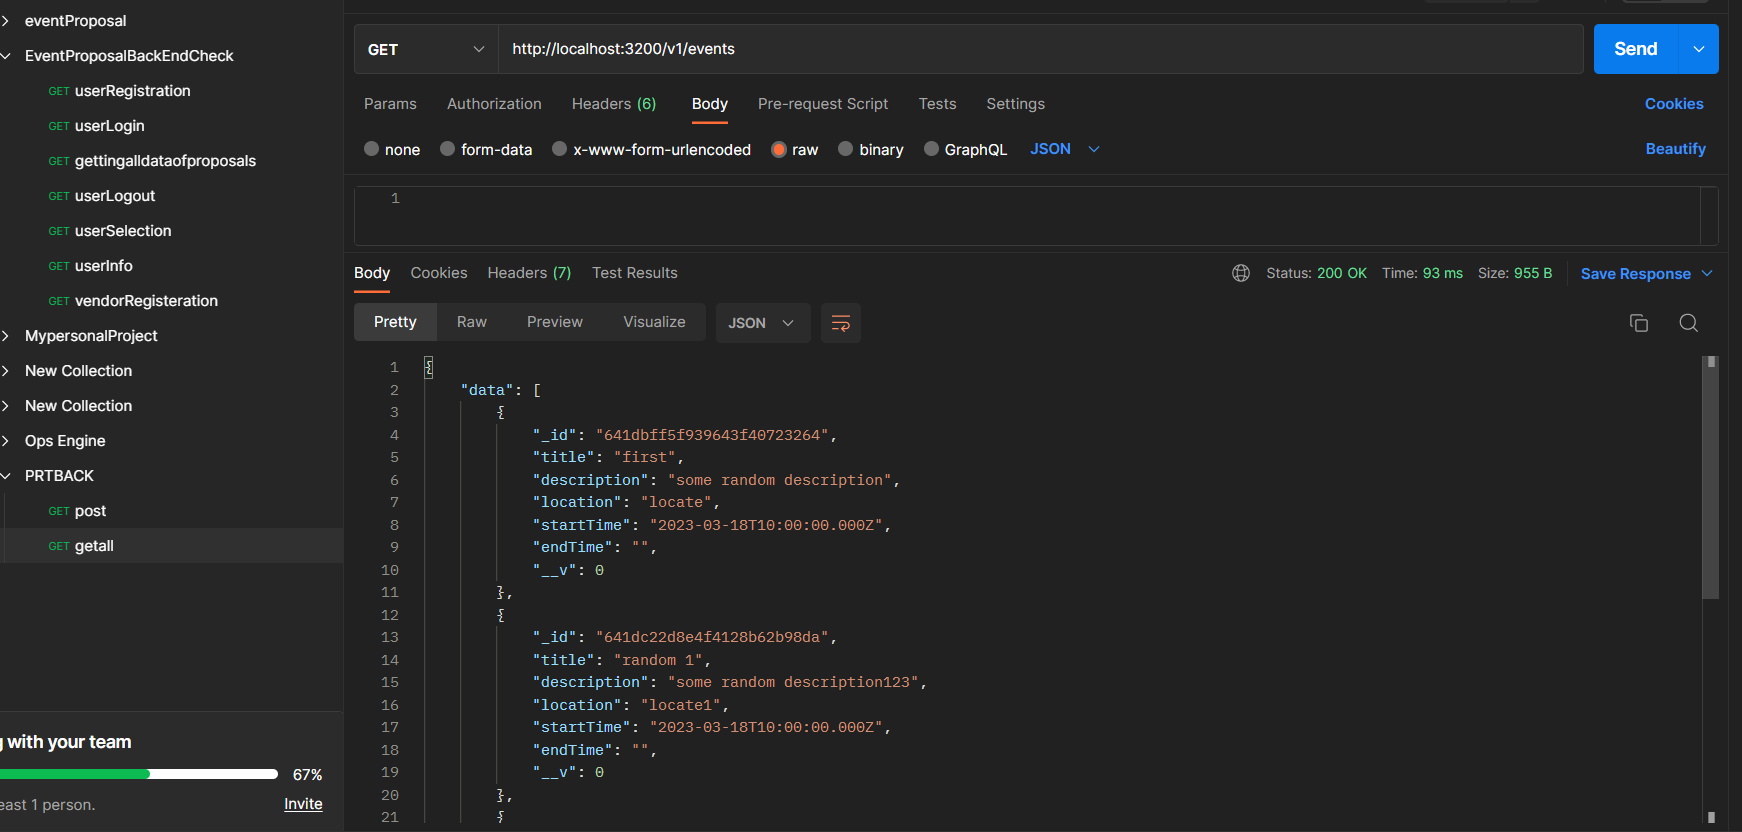 eventProposal
EventProposalBackEndCheck
GET userRegistration
GET userLogin
GET gettingalldataofproposals
GET userLogout
GET userSelection
GET userInfo
GET vendorRegisteration
MypersonalProject
New Collection
New Collection
Ops Engine
PRTBACK
GET post
GET getall
with your team
67%
east 1 person.
Invite
GET http://localhost:3200/v1/events Send
Params Authorization Headers (6) Body Pre-request Script Tests Settings Cookies
none form-data x-www-form-urlencoded raw binary GraphQL JSON Beautify
1
Body Cookies Headers (7) Test Results Status: 200 OK Time: 93 ms Size: 955 B Save Response
Pretty Raw Preview Visualize JSON
1 {
2 "data": [
3 {
4 "_id": "641dbff5f939643f40723264",
5 "title": "first",
6 "description": "some random description",
7 "location": "locate",
8 "startTime": "2023-03-18T10:00:00.000Z",
9 "endTime": "",
10 "__v": 0
11 },
12 {
13 "_id": "641dc22d8e4f4128b62b98da",
14 "title": "random 1",
15 "description": "some random description123",
16 "location": "locate1",
17 "startTime": "2023-03-18T10:00:00.000Z",
18 "endTime": "",
19 "__v": 0
20 },
21 {